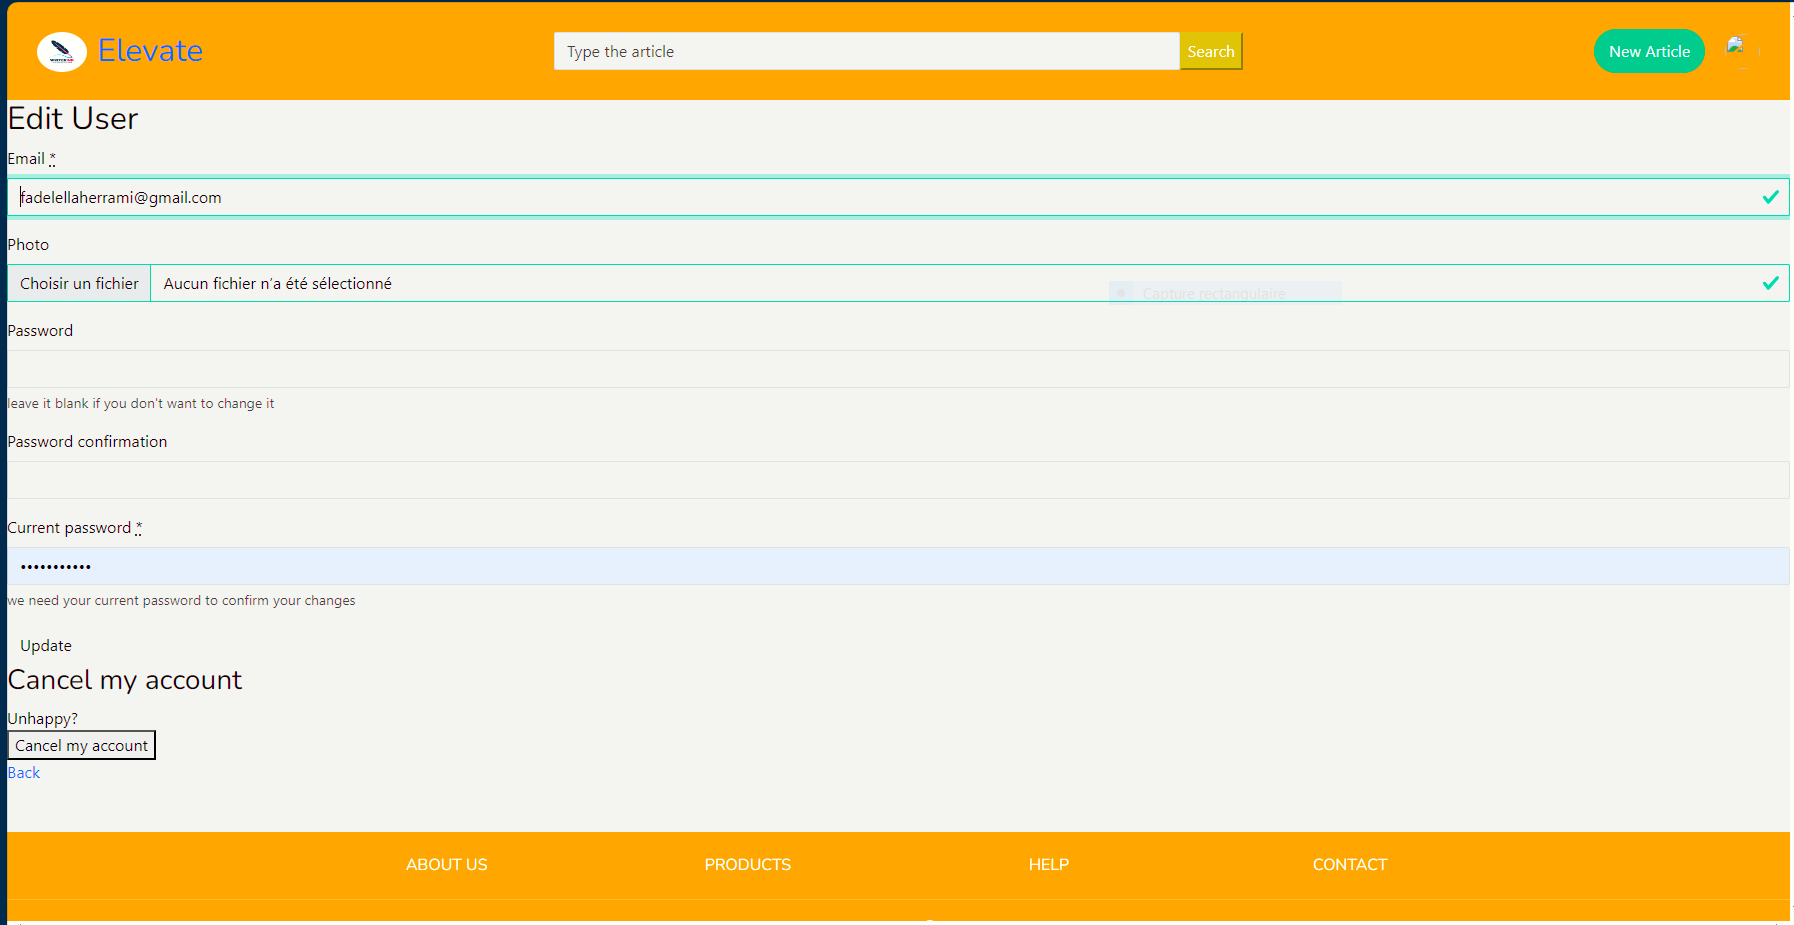 Elevate
Type the article
Search
New Article
Edit User
Email *
fadelellaherrami@gmail.com
Photo
Choisir un fichier
Aucun fichier n'a été sélectionné
Capture rectangulaire
Password
leave it blank if you don't want to change it
Password confirmation
Current password *
•••••••••••
we need your current password to confirm your changes
Update
Cancel my account
Unhappy?
Cancel my account
Back
ABOUT US
PRODUCTS
HELP
CONTACT